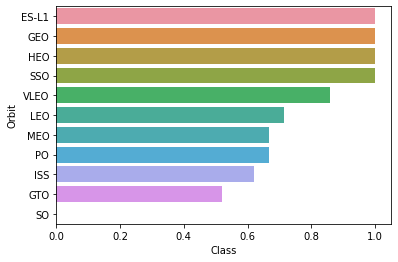 ES-L1
GEO
HEO
SSO
VLEO
LEO
MEO
PO
ISS
GTO
SO
Orbit
0.0 0.2 0.4 0.6 0.8 1.0
Class